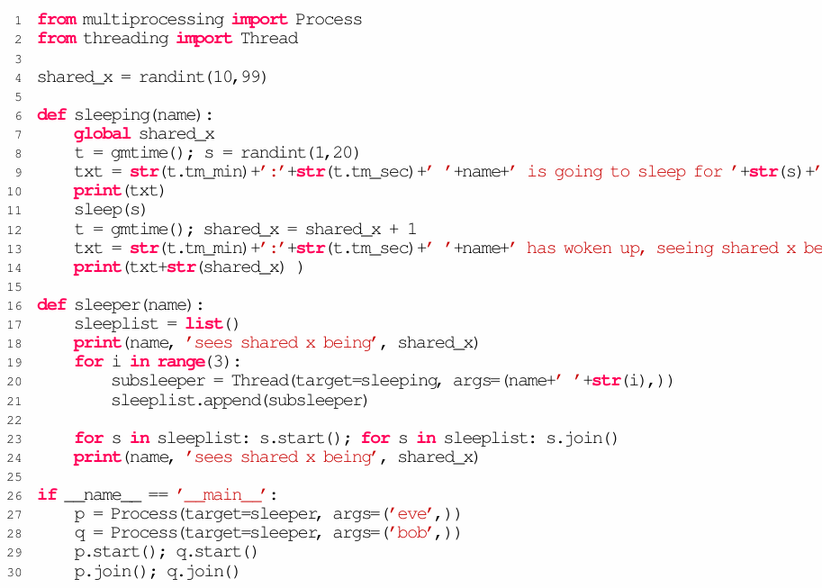 1 from multiprocessing import Process
2 from threading import Thread
3
4 shared_x = randint(10,99)
5
6 def sleeping(name):
7     global shared_x
8     t = gmtime(); s = randint(1,20)
9     txt = str(t.tm_min)+':'+str(t.tm_sec)+' '+name+' is going to sleep for '+str(s)+'
10     print(txt)
11     sleep(s)
12     t = gmtime(); shared_x = shared_x + 1
13     txt = str(t.tm_min)+':'+str(t.tm_sec)+' '+name+' has woken up, seeing shared x be
14     print(txt+str(shared_x) )
15
16 def sleeper(name):
17     sleeplist = list()
18     print(name, 'sees shared x being', shared_x)
19     for i in range(3):
20         subsleeper = Thread(target=sleeping, args=(name+' '+str(i),))
21         sleeplist.append(subsleeper)
22
23     for s in sleeplist: s.start(); for s in sleeplist: s.join()
24     print(name, 'sees shared x being', shared_x)
25
26 if __name__ == '__main__':
27     p = Process(target=sleeper, args=('eve',))
28     q = Process(target=sleeper, args=('bob',))
29     p.start(); q.start()
30     p.join(); q.join()